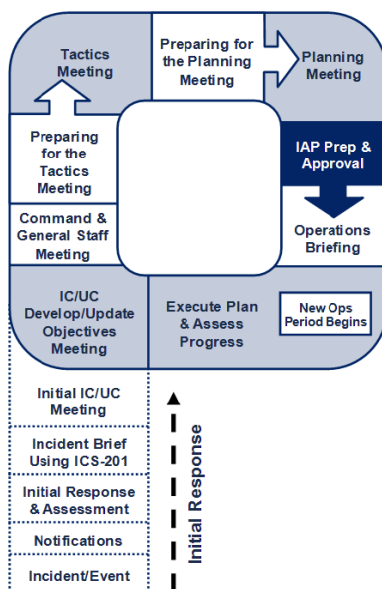 Tactics
Meeting
Preparing for
the Planning
Meeting
Planning
Meeting
Preparing
for the
Tactics
Meeting
IAP Prep &
Approval
Command &
General Staff
Meeting
Operations
Briefing
IC/UC
Develop/Update
Objectives
Meeting
Execute Plan
& Assess
Progress
New Ops
Period Begins
Initial IC/UC
Meeting
Incident Brief
Using ICS-201
Initial Response
& Assessment
Notifications
Incident/Event
Initial Response